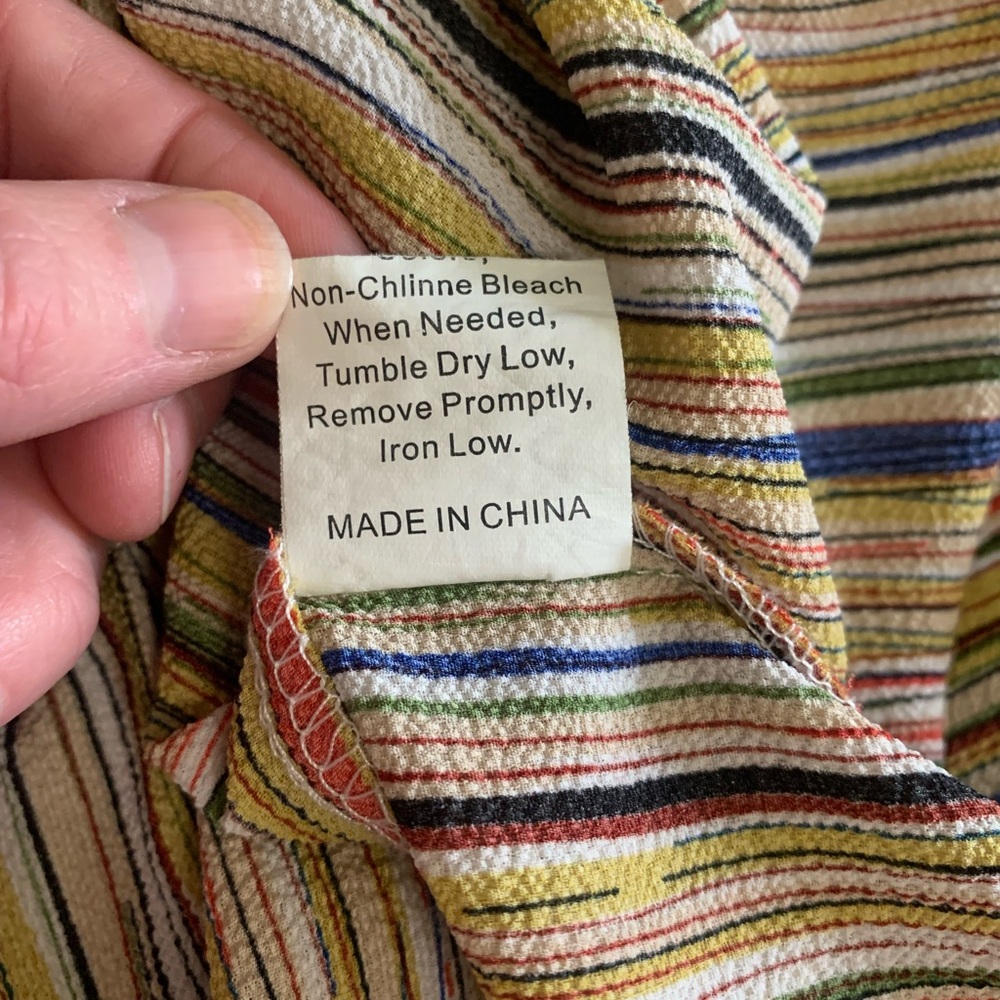 Non-Chlinne Bleach
When Needed,
Tumble Dry Low,
Remove Promptly,
Iron Low.
MADE IN CHINA